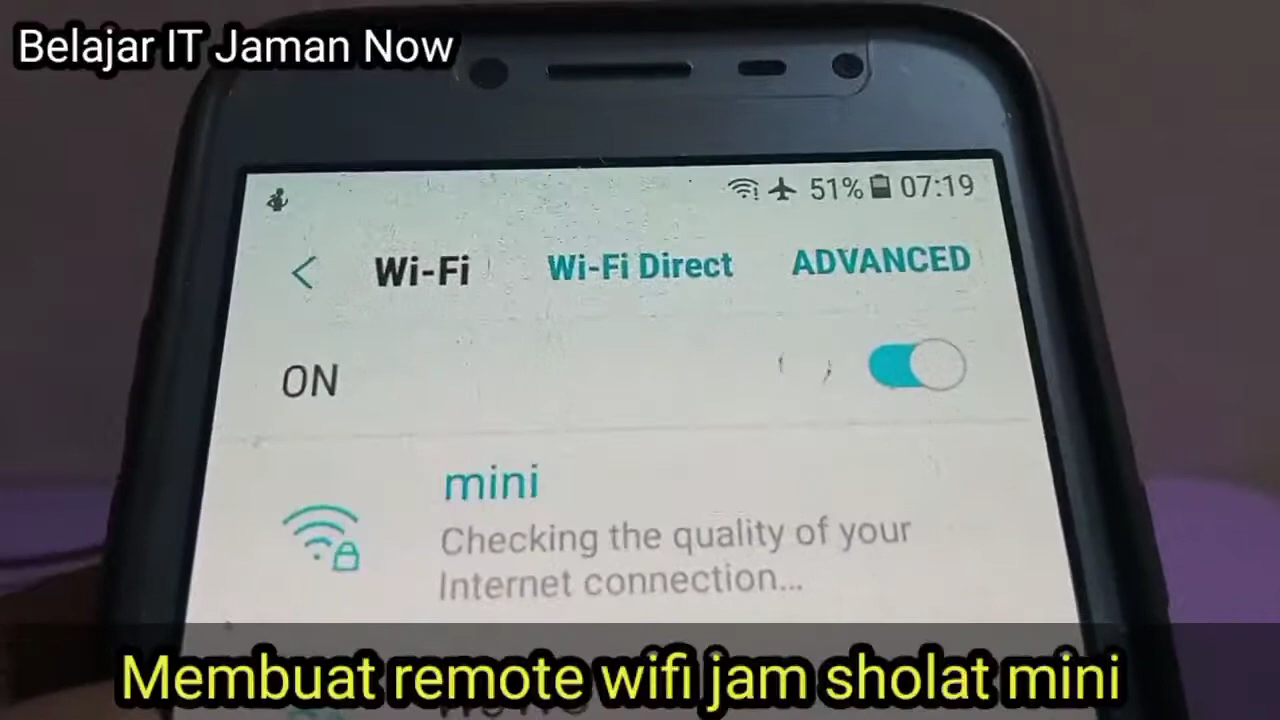 Belajar IT Jaman Now
51% 07:19
Wi-Fi Wi-Fi Direct ADVANCED
ON
mini
Checking the quality of your
Internet connection...
Membuat remote wifi jam sholat mini